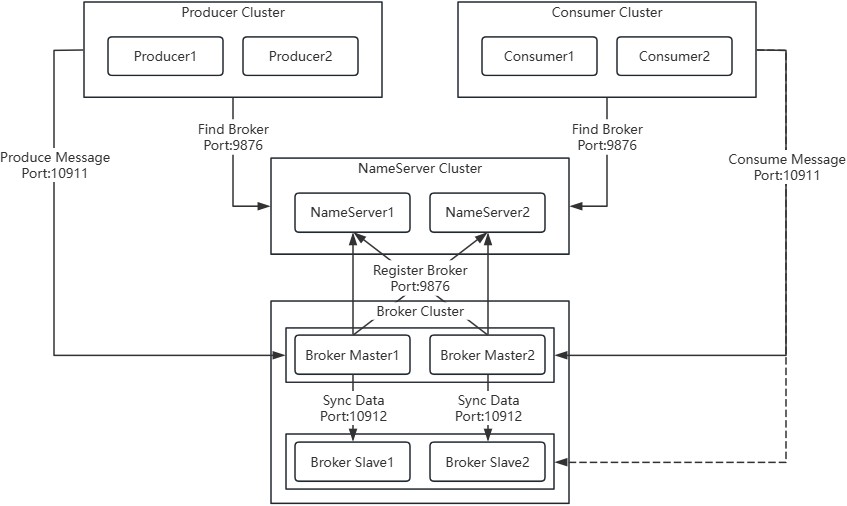 Producer Cluster
Producer1
Producer2
Consumer Cluster
Consumer1
Consumer2
Find Broker
Port:9876
Find Broker
Port:9876
Produce Message
Port:10911
Consume Message
Port:10911
NameServer Cluster
NameServer1
NameServer2
Register Broker
Port:9876
Broker Cluster
Broker Master1
Broker Master2
Sync Data
Port:10912
Sync Data
Port:10912
Broker Slave1
Broker Slave2